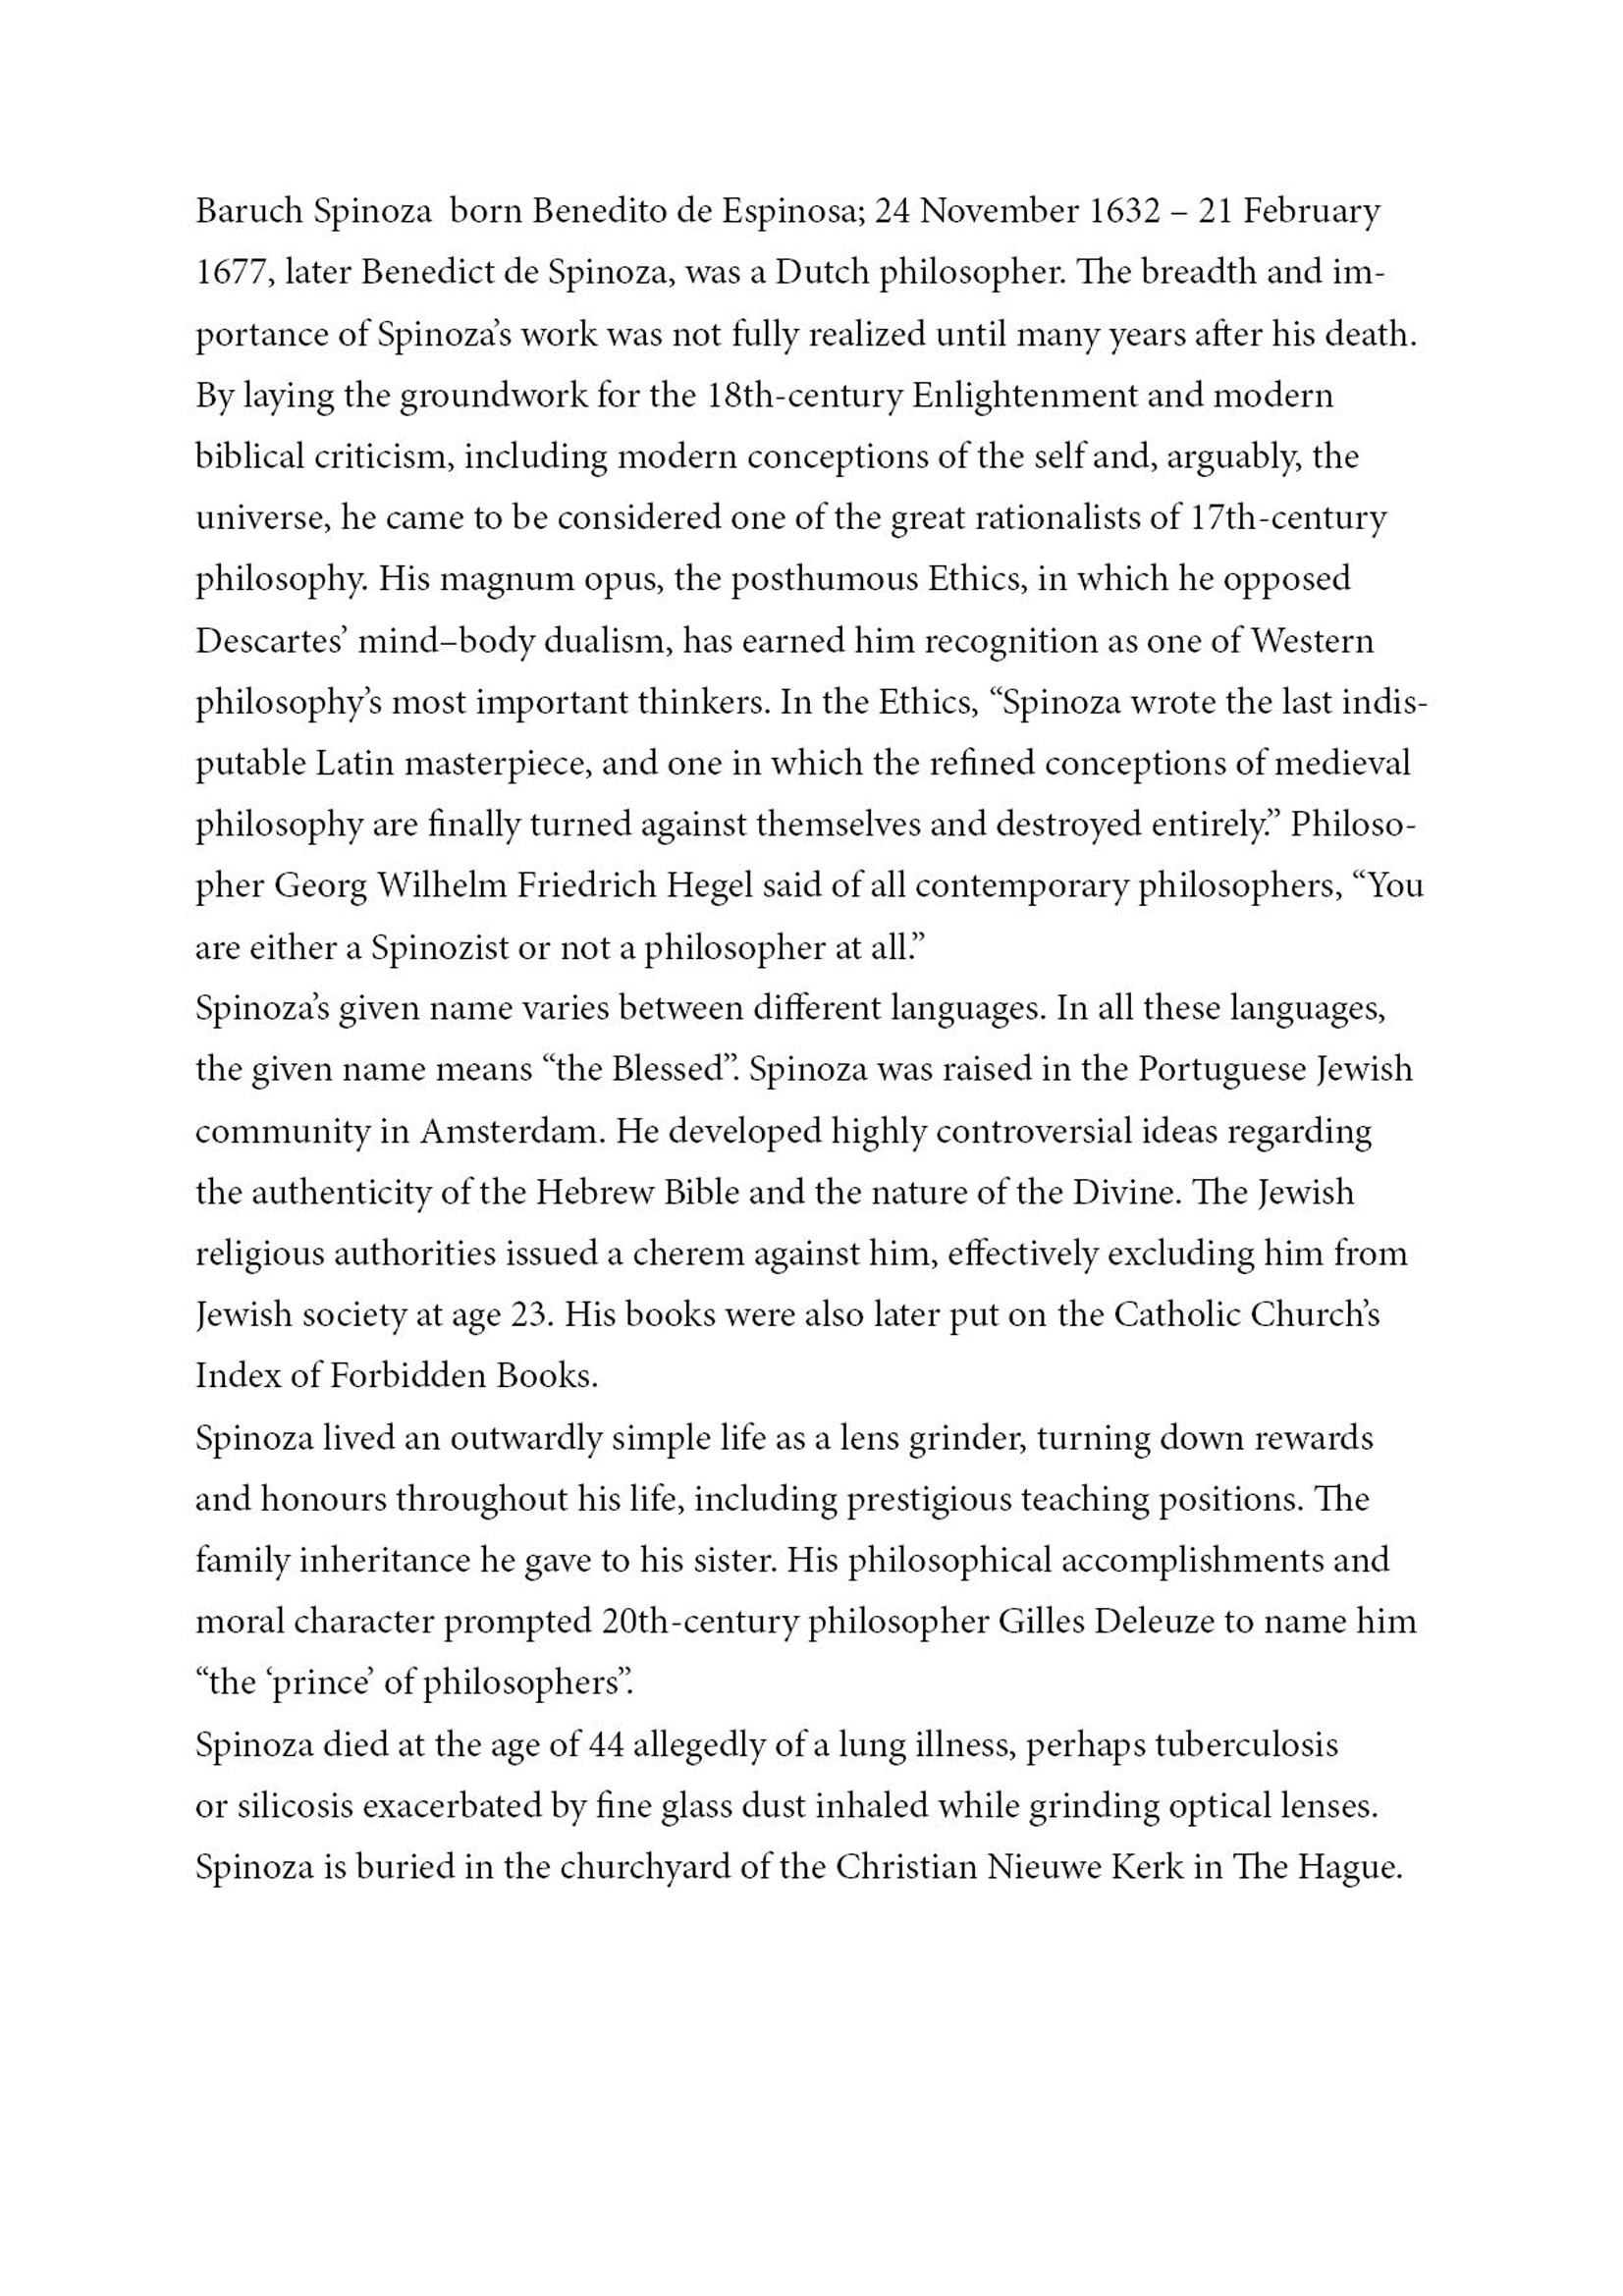 Baruch Spinoza  born Benedito de Espinosa; 24 November 1632 – 21 February
1677, later Benedict de Spinoza, was a Dutch philosopher. The breadth and im-
portance of Spinoza’s work was not fully realized until many years after his death.
By laying the groundwork for the 18th-century Enlightenment and modern
biblical criticism, including modern conceptions of the self and, arguably, the
universe, he came to be considered one of the great rationalists of 17th-century
philosophy. His magnum opus, the posthumous Ethics, in which he opposed
Descartes’ mind–body dualism, has earned him recognition as one of Western
philosophy’s most important thinkers. In the Ethics, “Spinoza wrote the last indis-
putable Latin masterpiece, and one in which the refined conceptions of medieval
philosophy are finally turned against themselves and destroyed entirely.” Philoso-
pher Georg Wilhelm Friedrich Hegel said of all contemporary philosophers, “You
are either a Spinozist or not a philosopher at all.”
Spinoza’s given name varies between different languages. In all these languages,
the given name means “the Blessed”. Spinoza was raised in the Portuguese Jewish
community in Amsterdam. He developed highly controversial ideas regarding
the authenticity of the Hebrew Bible and the nature of the Divine. The Jewish
religious authorities issued a cherem against him, effectively excluding him from
Jewish society at age 23. His books were also later put on the Catholic Church’s
Index of Forbidden Books.
Spinoza lived an outwardly simple life as a lens grinder, turning down rewards
and honours throughout his life, including prestigious teaching positions. The
family inheritance he gave to his sister. His philosophical accomplishments and
moral character prompted 20th-century philosopher Gilles Deleuze to name him
“the ‘prince’ of philosophers”.
Spinoza died at the age of 44 allegedly of a lung illness, perhaps tuberculosis
or silicosis exacerbated by fine glass dust inhaled while grinding optical lenses.
Spinoza is buried in the churchyard of the Christian Nieuwe Kerk in The Hague.